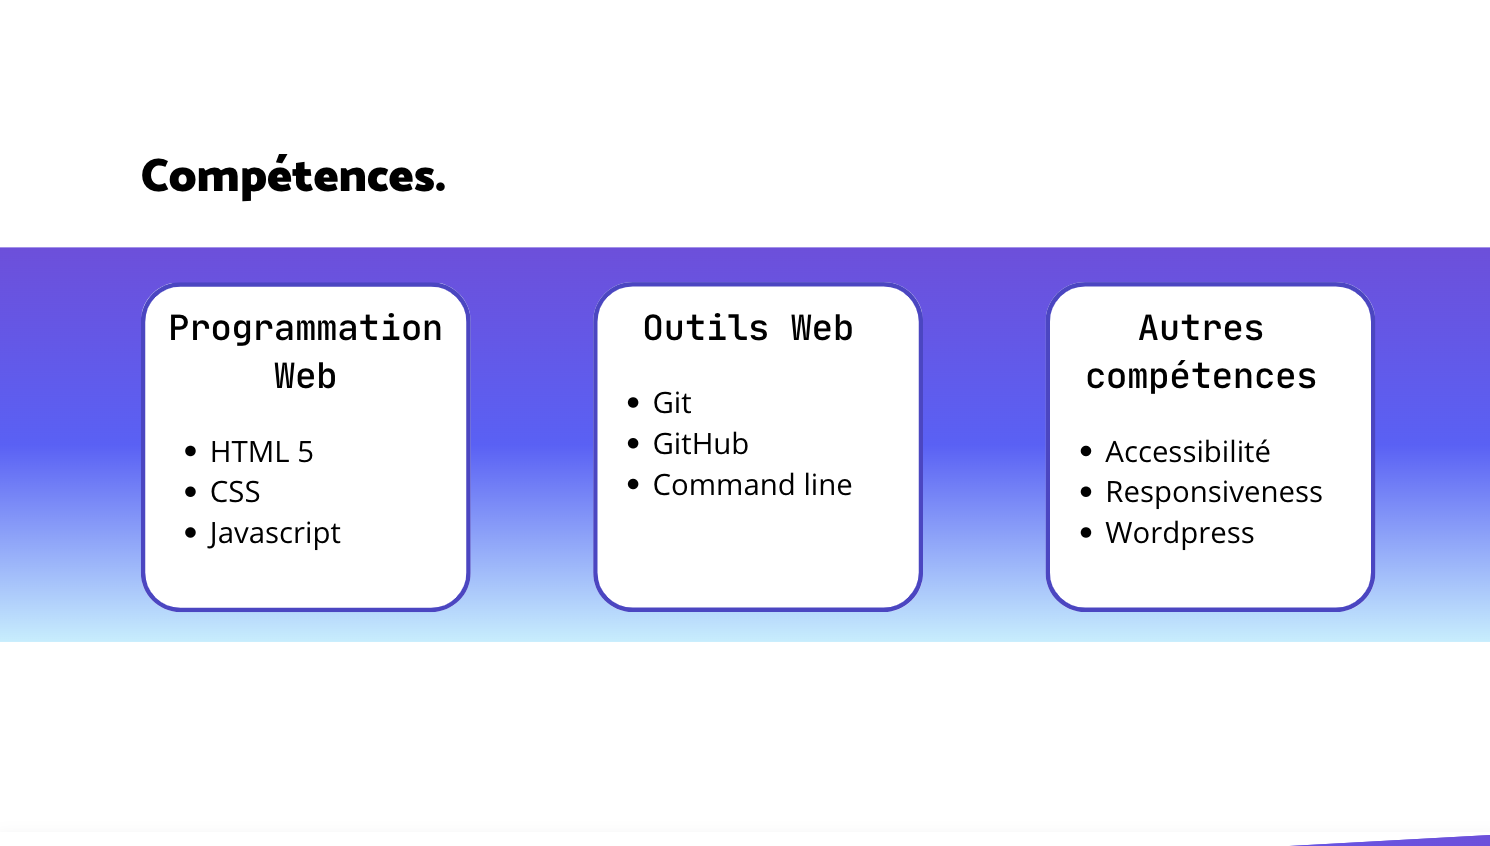 Compétences.
Programmation
Web
• HTML 5
• CSS
• Javascript
Outils Web
• Git
• GitHub
• Command line
Autres
compétences
• Accessibilité
• Responsiveness
• Wordpress